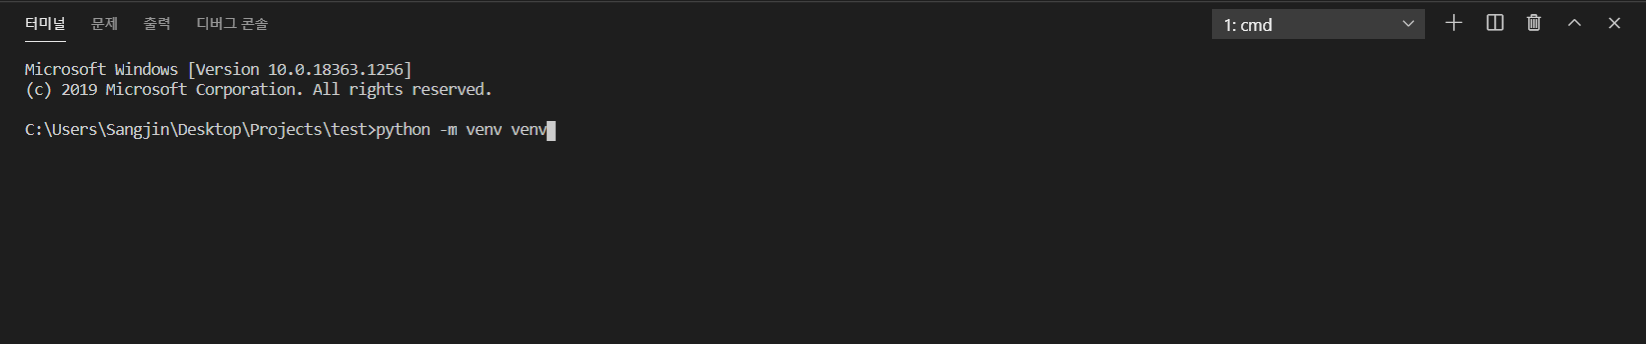 터미널 문제 출력 디버그 콘솔 1: cmd
Microsoft Windows [Version 10.0.18363.1256]
(c) 2019 Microsoft Corporation. All rights reserved.
C:\Users\Sangjin\Desktop\Projects\test>python -m venv venv